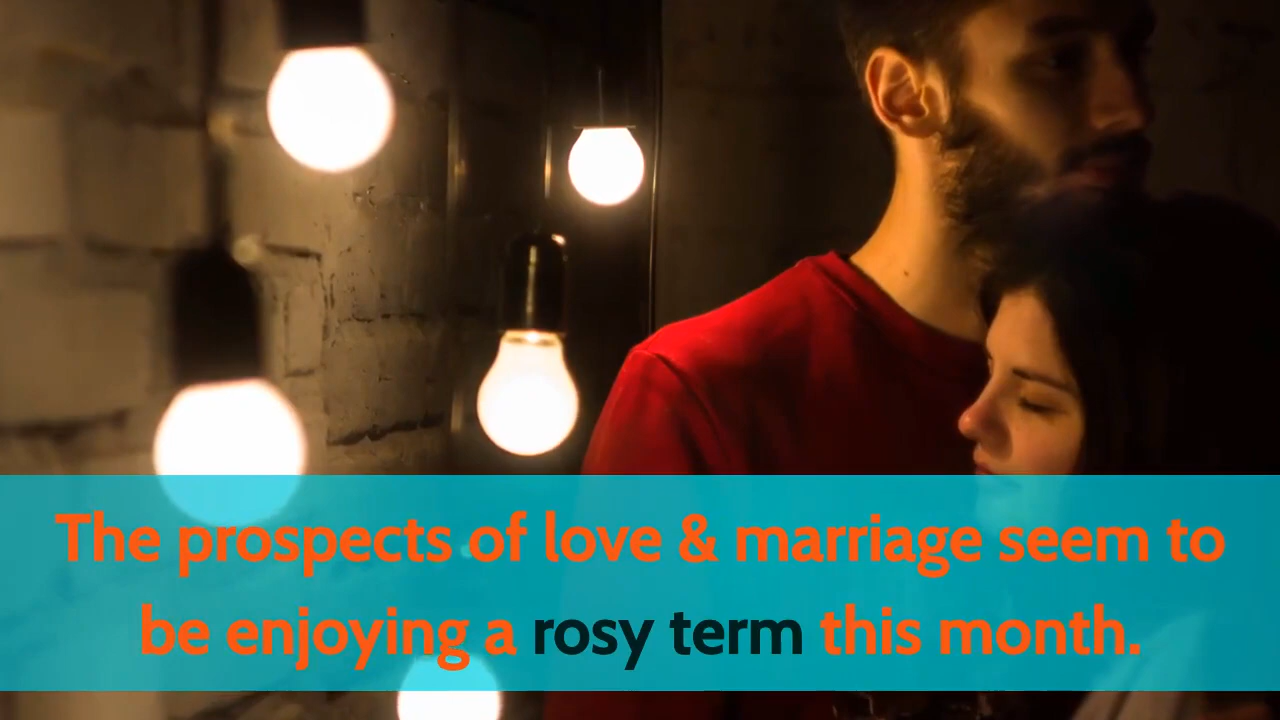 The prospects of love & marriage seem to
be enjoying a rosy term this month.